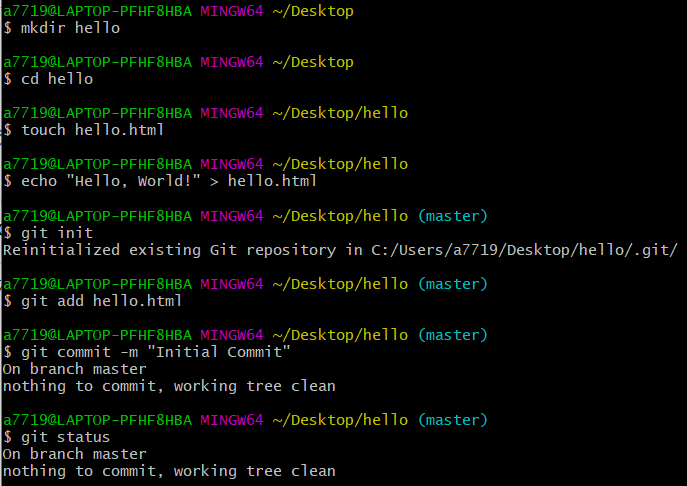 a7719@LAPTOP-PFHF8HBA MINGW64 ~/Desktop
$ mkdir hello
a7719@LAPTOP-PFHF8HBA MINGW64 ~/Desktop
$ cd hello
a7719@LAPTOP-PFHF8HBA MINGW64 ~/Desktop/hello
$ touch hello.html
a7719@LAPTOP-PFHF8HBA MINGW64 ~/Desktop/hello
$ echo "Hello, World!" > hello.html
a7719@LAPTOP-PFHF8HBA MINGW64 ~/Desktop/hello (master)
$ git init
Reinitialized existing Git repository in C:/Users/a7719/Desktop/hello/.git/
a7719@LAPTOP-PFHF8HBA MINGW64 ~/Desktop/hello (master)
$ git add hello.html
a7719@LAPTOP-PFHF8HBA MINGW64 ~/Desktop/hello (master)
$ git commit -m "Initial Commit"
On branch master
nothing to commit, working tree clean
a7719@LAPTOP-PFHF8HBA MINGW64 ~/Desktop/hello (master)
$ git status
On branch master
nothing to commit, working tree clean